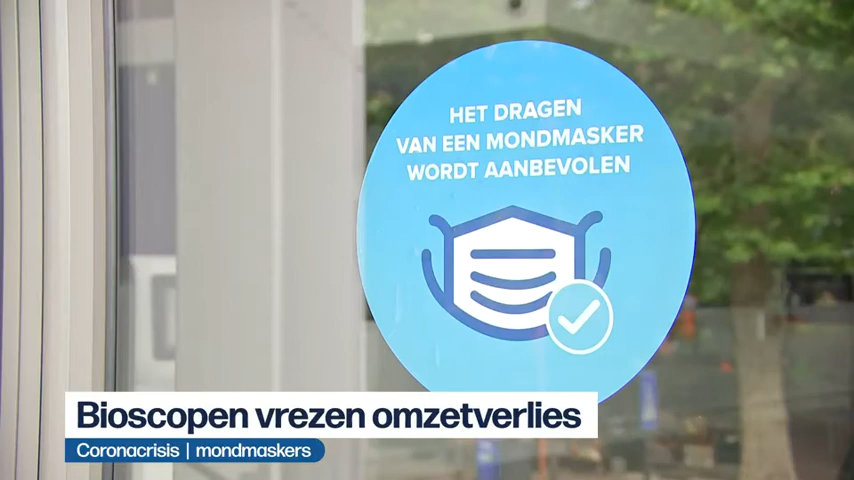 HET DRAGEN
VAN EEN MONDMASKER
WORDT AANBEVOLEN
Bioscopen vrezen omzetverlies
Coronacrisis | mondmaskers